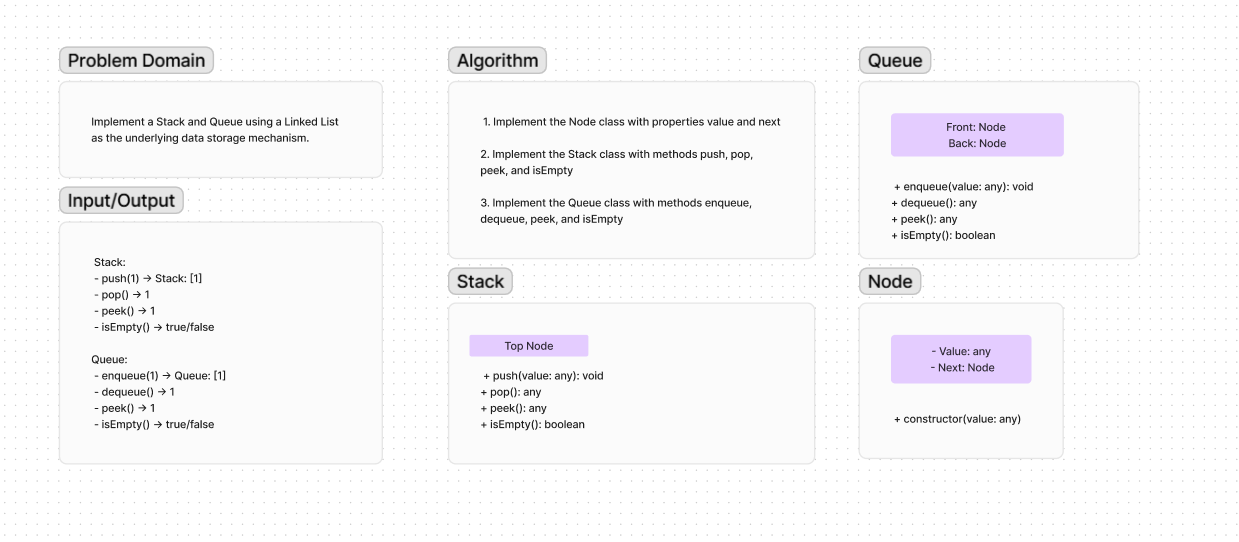 Problem Domain
Implement a Stack and Queue using a Linked List
as the underlying data storage mechanism.
Input/Output
Stack:
- push(1) → Stack: [1]
- pop() → 1
- peek() → 1
- isEmpty() → true/false
Queue:
- enqueue(1) → Queue: [1]
- dequeue() → 1
- peek() → 1
- isEmpty() → true/false
Algorithm
1. Implement the Node class with properties value and next
2. Implement the Stack class with methods push, pop,
peek, and isEmpty
3. Implement the Queue class with methods enqueue,
dequeue, peek, and isEmpty
Stack
Top Node
+ push(value: any): void
+ pop(): any
+ peek(): any
+ isEmpty(): boolean
Queue
Front: Node
Back: Node
+ enqueue(value: any): void
+ dequeue(): any
+ peek(): any
+ isEmpty(): boolean
Node
- Value: any
- Next: Node
+ constructor(value: any)